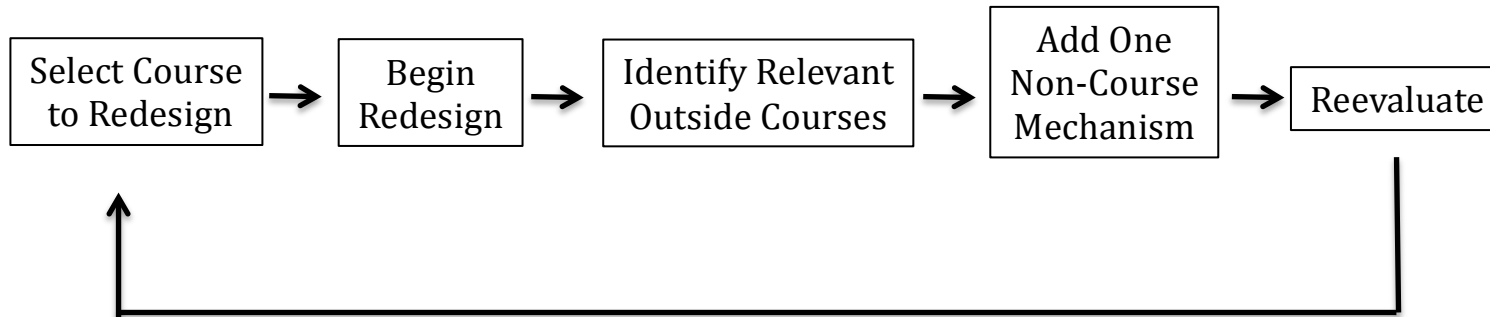 Select Course
to Redesign
Begin
Redesign
Identify Relevant
Outside Courses
Add One
Non-Course
Mechanism
Reevaluate